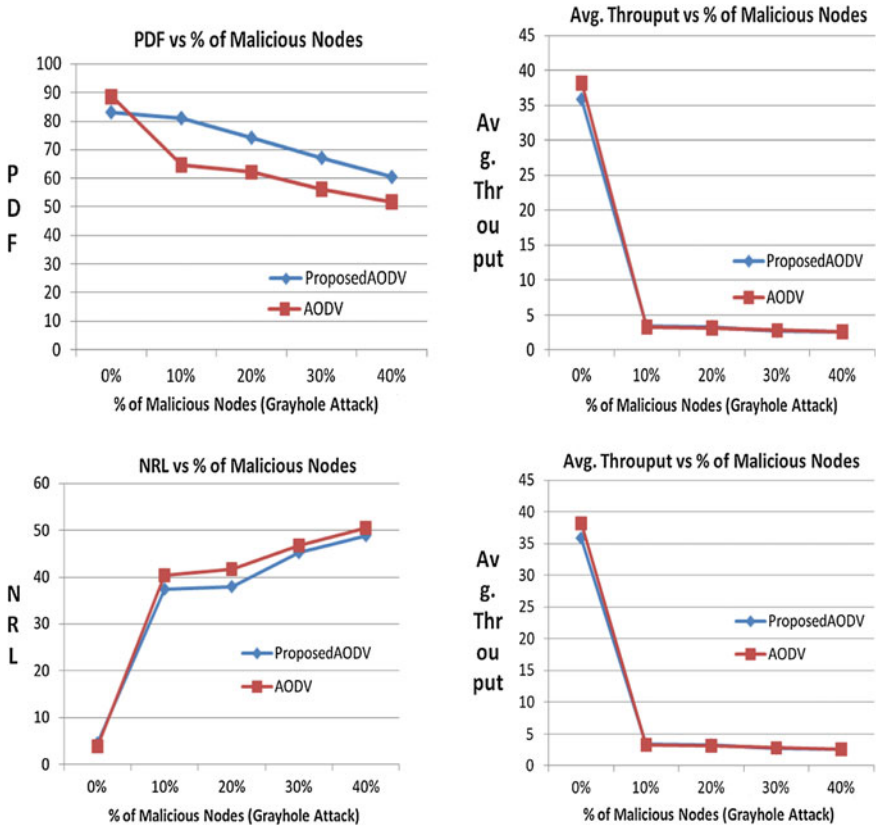 PDF vs % of Malicious Nodes
100
90
80
70
60
50
40
30
20
10
0
P
D
F
ProposedAODV
AODV
0% 10% 20% 30% 40%
% of Malicious Nodes (Grayhole Attack)
Avg. Throuput vs % of Malicious Nodes
45
40
35
30
25
20
15
10
5
0
Av
g.
Thr
ou
put
ProposedAODV
AODV
0% 10% 20% 30% 40%
% of Malicious Nodes (Grayhole Attack)
NRL vs % of Malicious Nodes
60
50
40
30
20
10
0
N
R
L
ProposedAODV
AODV
0% 10% 20% 30% 40%
% of Malicious Nodes (Grayhole Attack)
Avg. Throuput vs % of Malicious Nodes
45
40
35
30
25
20
15
10
5
0
Av
g.
Thr
ou
put
ProposedAODV
AODV
0% 10% 20% 30% 40%
% of Malicious Nodes (Grayhole Attack)